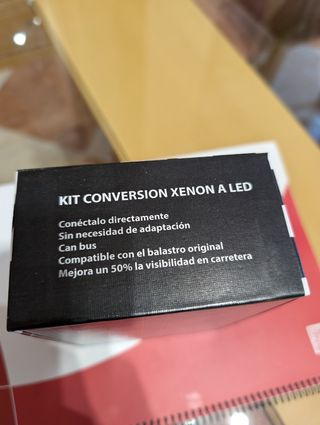 KIT CONVERSION XENON A LED
Conéctalo directamente
Sin necesidad de adaptación
Can bus
Compatible con el balastro original
Mejora un 50% la visibilidad en carretera